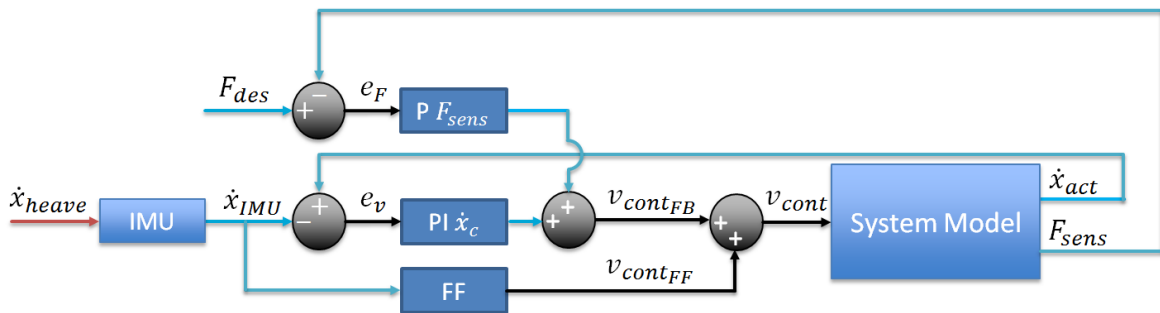 F_des
+ −
e_F
P F_sens
ẋ_heave
IMU
ẋ_IMU
− +
e_v
PI ẋ_c
+ +
v_cont_FB
+ +
v_cont
System Model
ẋ_act
F_sens
FF
v_cont_FF